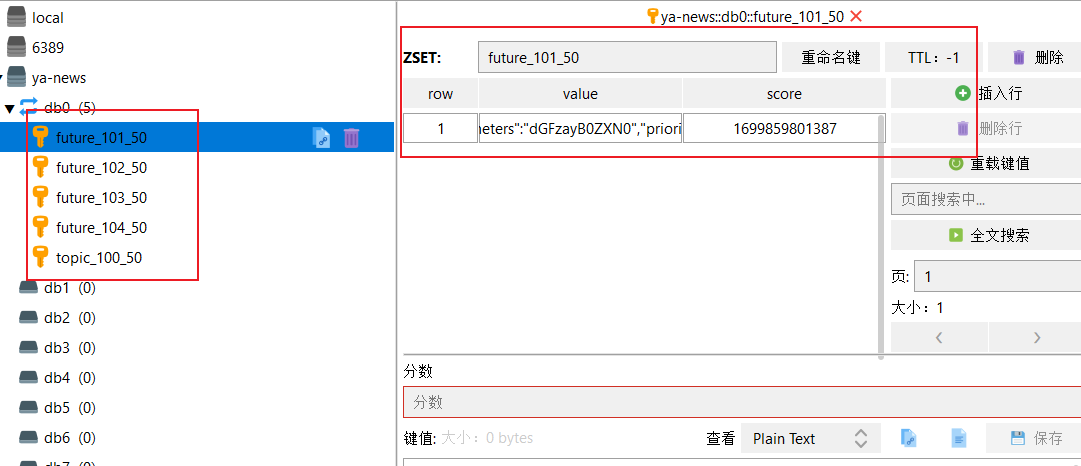 local
6389
ya-news
db0 (5)
future_101_50
future_102_50
future_103_50
future_104_50
topic_100_50
db1 (0)
db2 (0)
db3 (0)
db4 (0)
db5 (0)
db6 (0)
db7 (0)
ya-news::db0::future_101_50
ZSET: future_101_50 重命名键 TTL：-1 删除
row value score
1 neters":"dGFzayB0ZXN0","priori 1699859801387
插入行
删除行
重载键值
页面搜索中...
全文搜索
页: 1
大小：1
分数
分数
键值: 大小：0 bytes 查看 Plain Text 保存